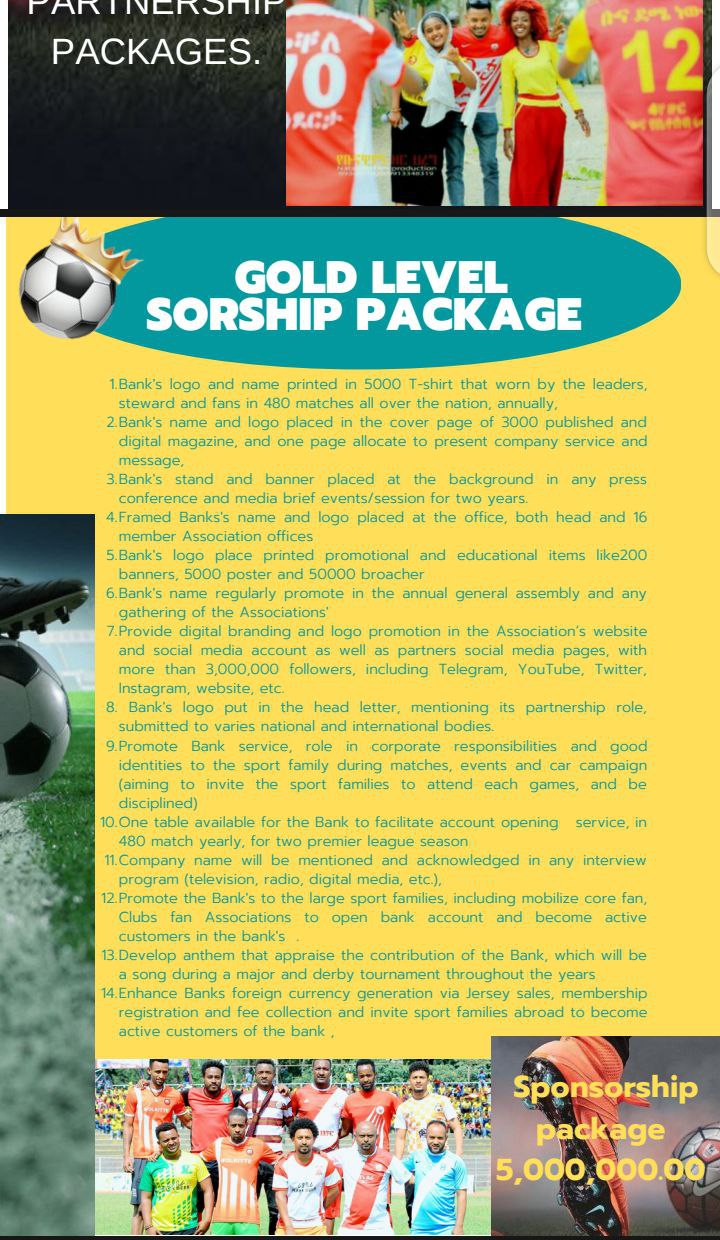 PARTNERSHIP
PACKAGES.
70
12
GOLD LEVEL
SORSHIP PACKAGE
1.Bank's logo and name printed in 5000 T-shirt that worn by the leaders,
steward and fans in 480 matches all over the nation, annually,
2.Bank's name and logo placed in the cover page of 3000 published and
digital magazine, and one page allocate to present company service and
message,
3.Bank's stand and banner placed at the background in any press
conference and media brief events/session for two years.
4.Framed Banks's name and logo placed at the office, both head and 16
member Association offices
5.Bank's logo place printed promotional and educational items like200
banners, 5000 poster and 50000 broacher
6.Bank's name regularly promote in the annual general assembly and any
gathering of the Associations'
7.Provide digital branding and logo promotion in the Association’s website
and social media account as well as partners social media pages, with
more than 3,000,000 followers, including Telegram, YouTube, Twitter,
Instagram, website, etc.
8. Bank's logo put in the head letter, mentioning its partnership role,
submitted to varies national and international bodies.
9.Promote Bank service, role in corporate responsibilities and good
identities to the sport family during matches, events and car campaign
(aiming to invite the sport families to attend each games, and be
disciplined)
10.One table available for the Bank to facilitate account opening service, in
480 match yearly, for two premier league season
11.Company name will be mentioned and acknowledged in any interview
program (television, radio, digital media, etc.),
12.Promote the Bank's to the large sport families, including mobilize core fan,
Clubs fan Associations to open bank account and become active
customers in the bank's .
13.Develop anthem that appraise the contribution of the Bank, which will be
a song during a major and derby tournament throughout the years
14.Enhance Banks foreign currency generation via Jersey sales, membership
registration and fee collection and invite sport families abroad to become
active customers of the bank ,
Sponsorship
package
5,000,000.00